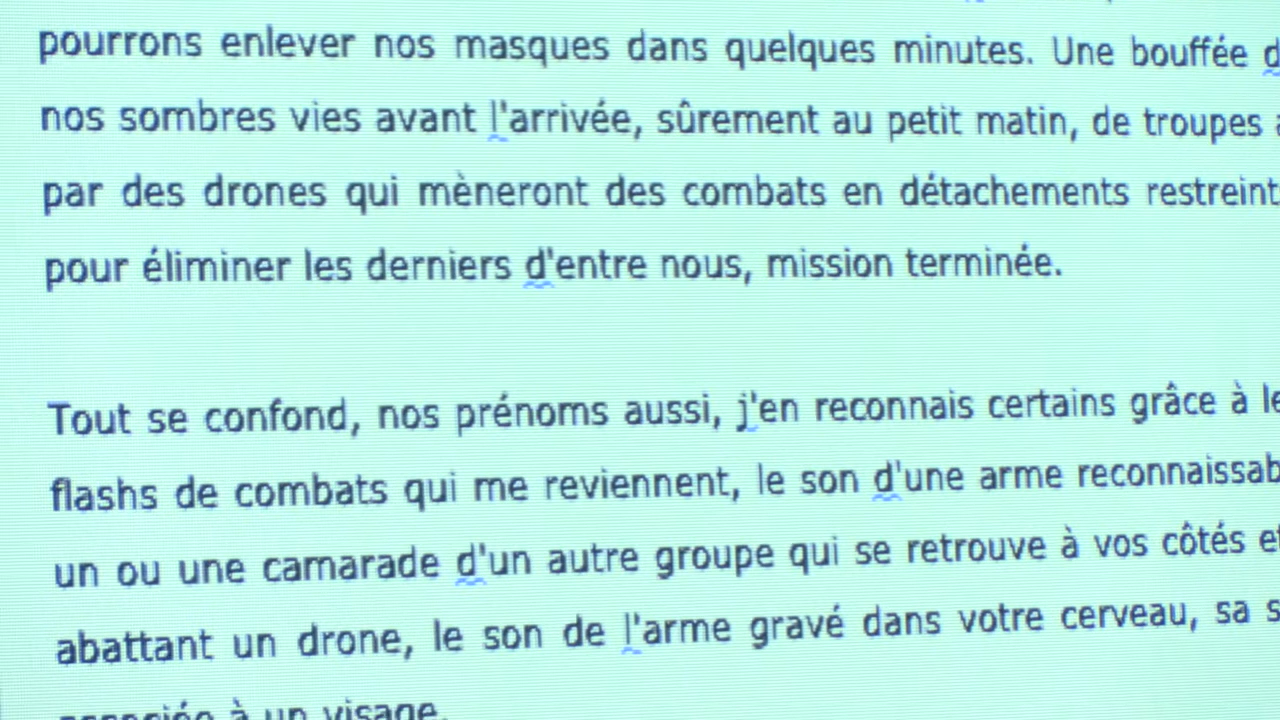 pourrons enlever nos masques dans quelques minutes. Une bouffée
nos sombres vies avant l'arrivée, sûrement au petit matin, de troupes
par des drones qui mèneront des combats en détachements restreint
pour éliminer les derniers d'entre nous, mission terminée.
Tout se confond, nos prénoms aussi, j'en reconnais certains grâce à
flashs de combats qui me reviennent, le son d'une arme reconnaissab
un ou une camarade d'un autre groupe qui se retrouve à vos côtés et
abattant un drone, le son de l'arme gravé dans votre cerveau, sa
associée à un visage.